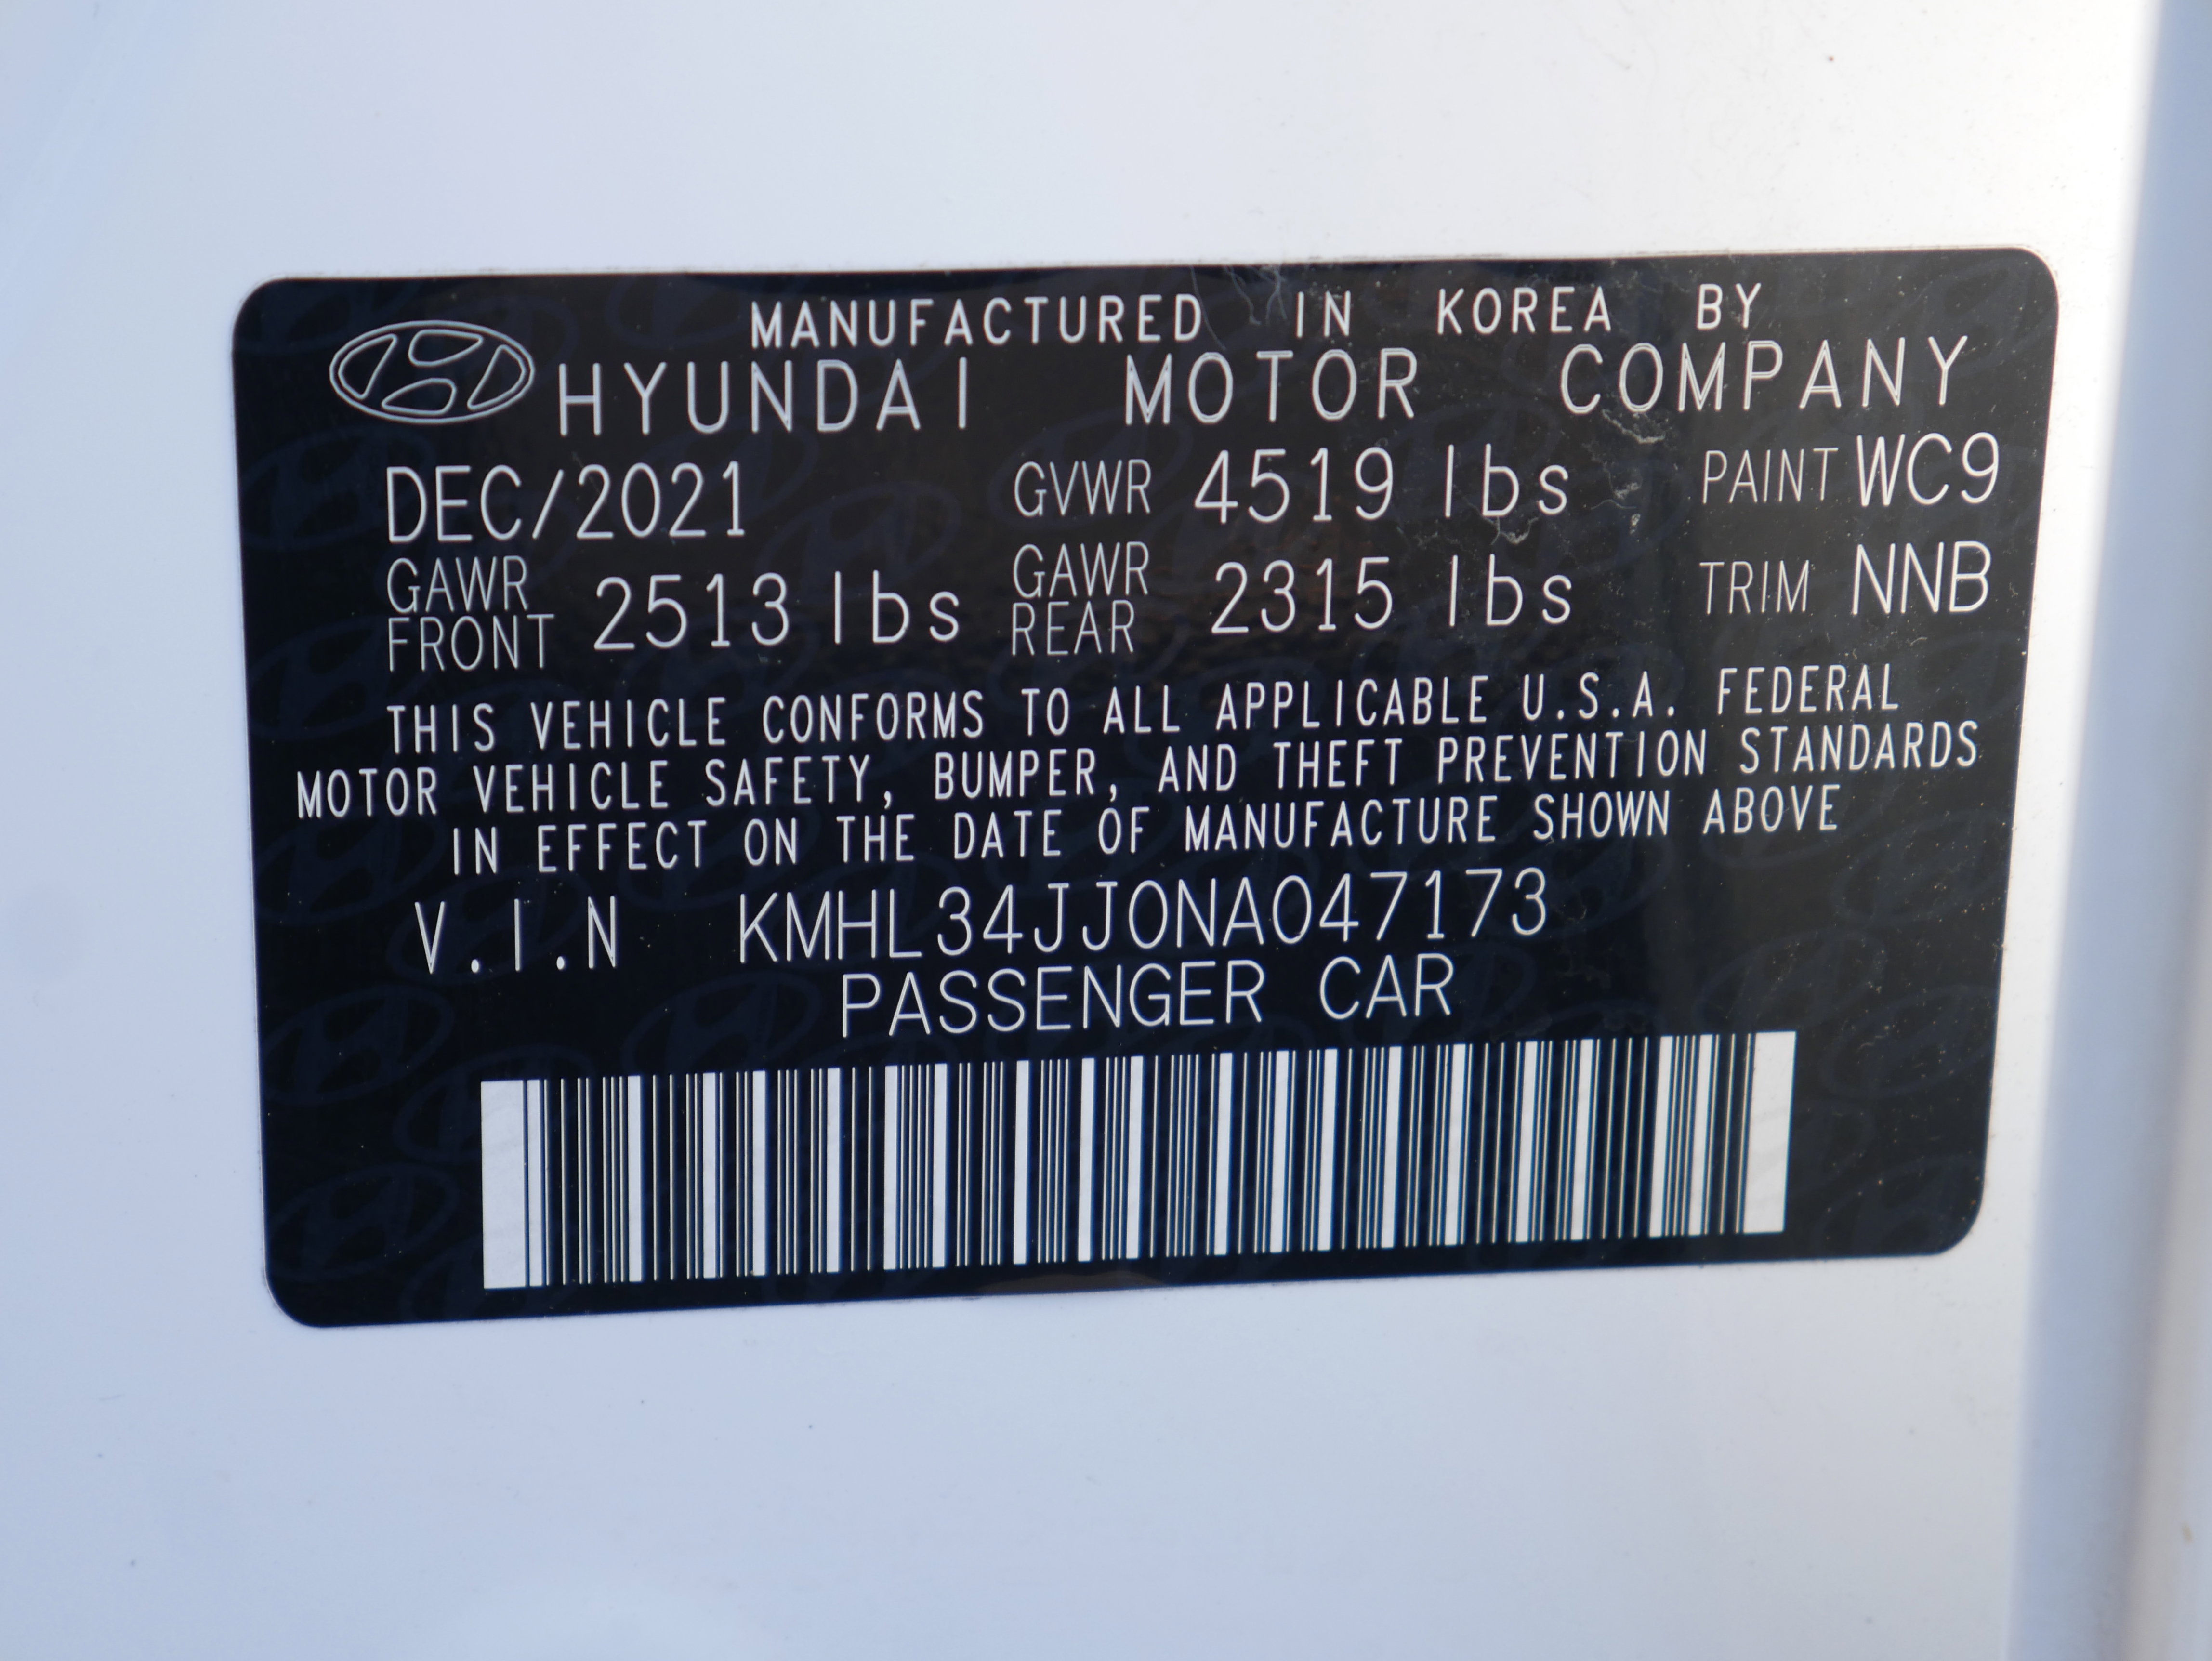 MANUFACTURED IN KOREA BY
HYUNDAI MOTOR COMPANY
DEC/2021 GVWR 4519 lbs PAINT WC9
GAWR FRONT 2513 lbs GAWR REAR 2315 lbs TRIM NNB
THIS VEHICLE CONFORMS TO ALL APPLICABLE U.S.A. FEDERAL
MOTOR VEHICLE SAFETY, BUMPER, AND THEFT PREVENTION STANDARDS
IN EFFECT ON THE DATE OF MANUFACTURE SHOWN ABOVE
V.I.N KMHL34JJ0NA047173
PASSENGER CAR